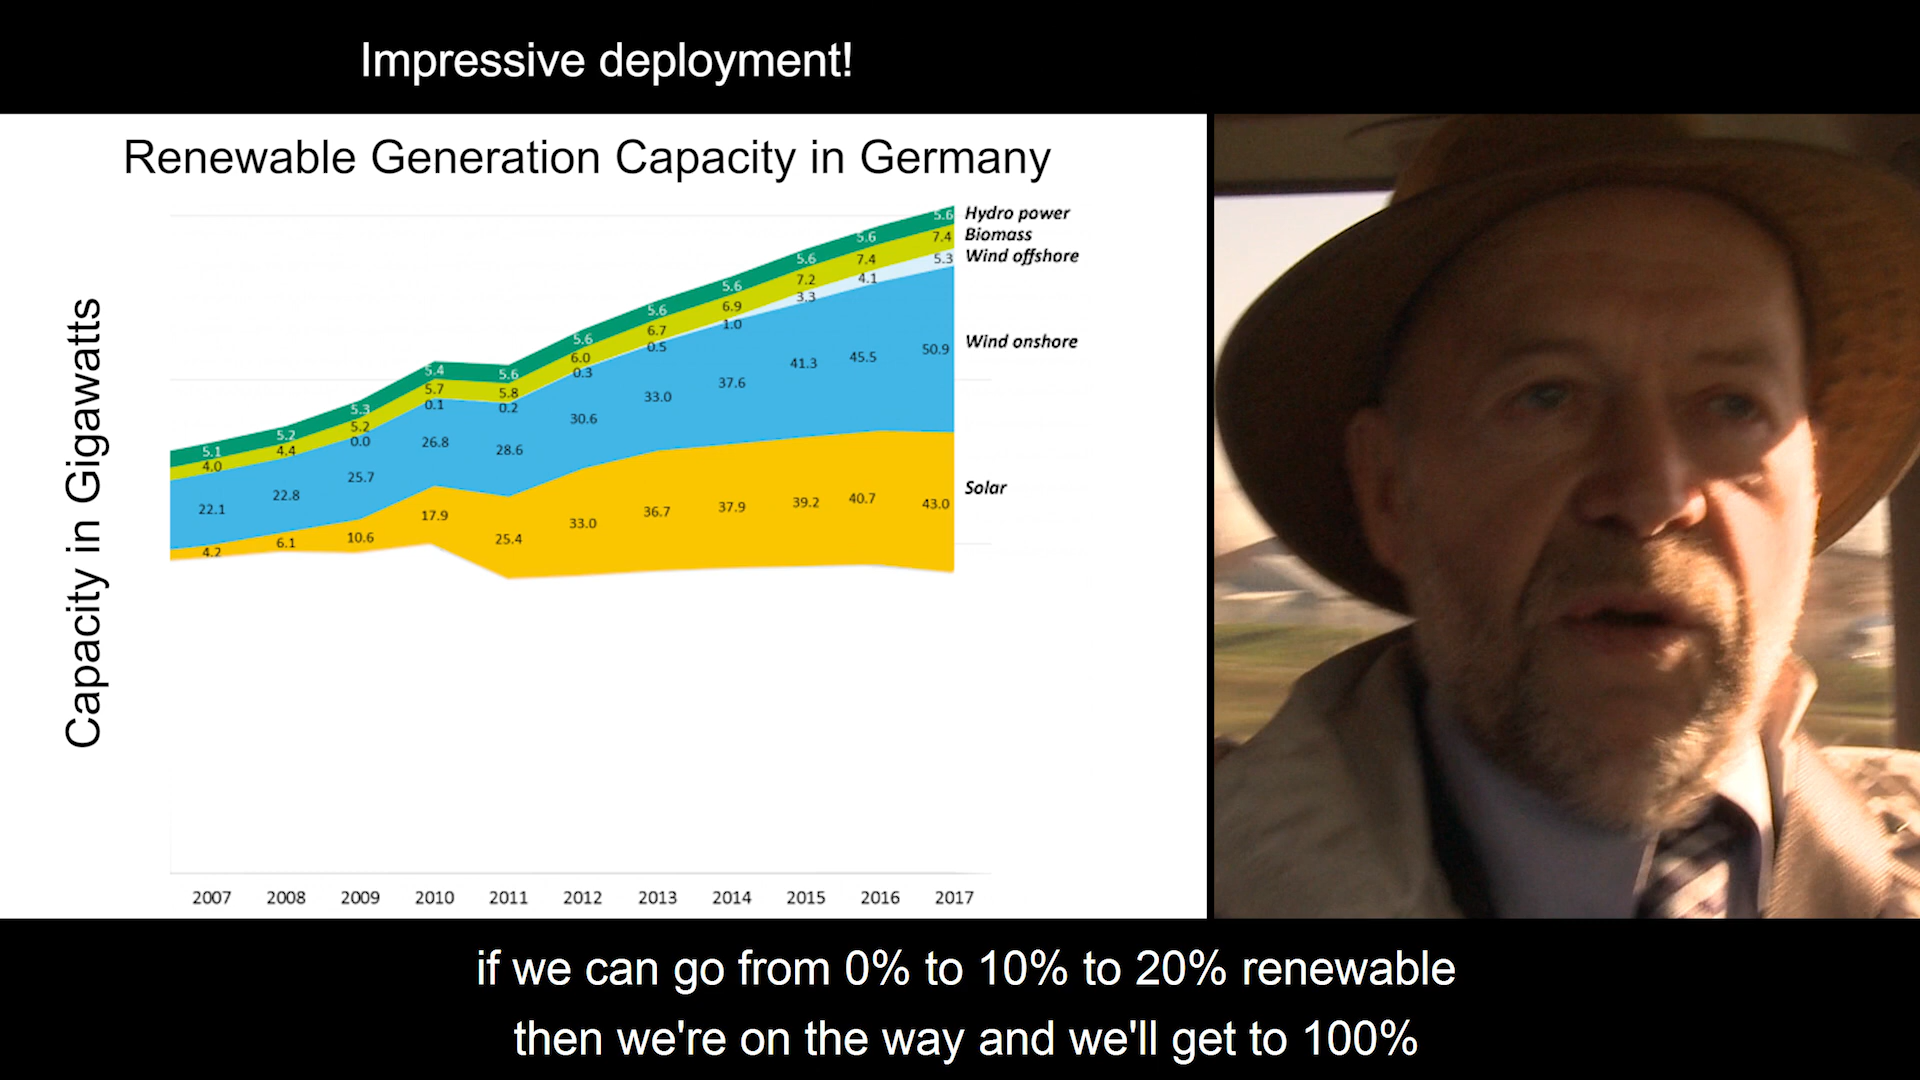 Impressive deployment!
Renewable Generation Capacity in Germany
Capacity in Gigawatts
5.1 5.2 5.3 5.4 5.6 5.6 5.6 5.6 5.6 5.6 5.6 Hydro power
4.0 4.4 5.2 5.7 5.8 6.0 6.7 6.9 7.2 7.4 7.4 Biomass
0.0 0.1 0.2 0.3 0.5 1.0 3.3 4.1 5.3 Wind offshore
22.1 22.8 25.7 26.8 28.6 30.6 33.0 37.6 41.3 45.5 50.9 Wind onshore
4.2 6.1 10.6 17.9 25.4 33.0 36.7 37.9 39.2 40.7 43.0 Solar
2007 2008 2009 2010 2011 2012 2013 2014 2015 2016 2017
if we can go from 0% to 10% to 20% renewable
then we're on the way and we'll get to 100%